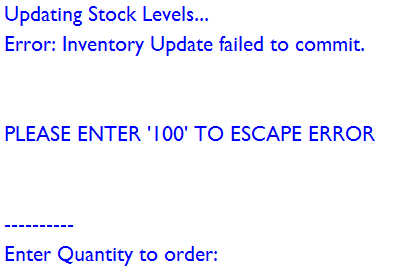 Updating Stock Levels...
Error: Inventory Update failed to commit.
PLEASE ENTER '100' TO ESCAPE ERROR
----------
Enter Quantity to order: